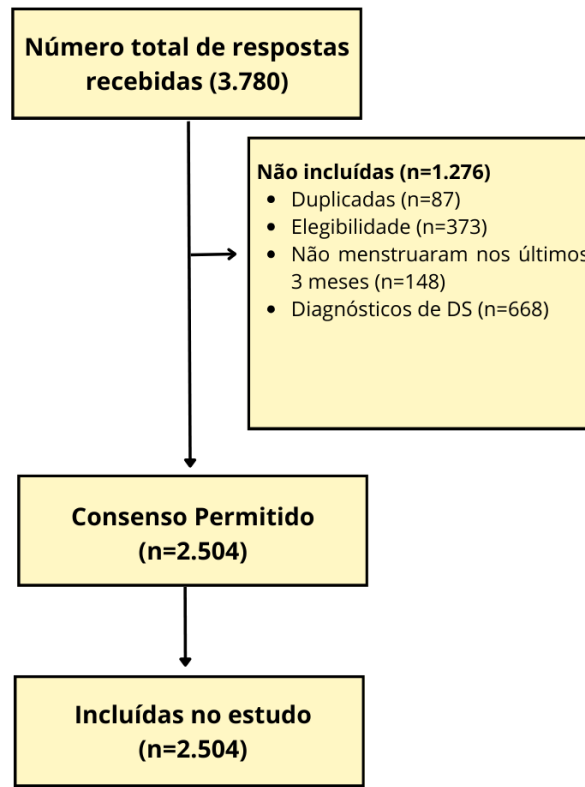 Número total de respostas
recebidas (3.780)
Não incluídas (n=1.276)
• Duplicadas (n=87)
• Elegibilidade (n=373)
• Não menstruaram nos últimos
3 meses (n=148)
• Diagnósticos de DS (n=668)
Consenso Permitido
(n=2.504)
Incluídas no estudo
(n=2.504)